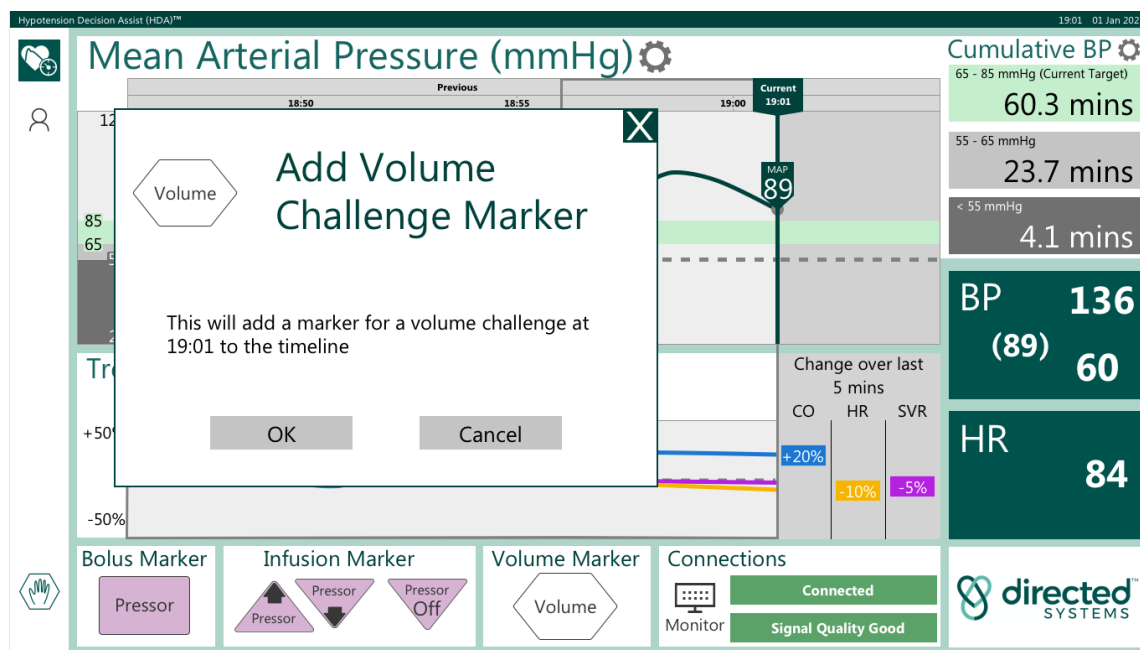 Hypotension Decision Assist (HDA)™
19:01 01 Jan 202
Mean Arterial Pressure (mmHg)
Previous
Current
18:50
18:55
19:00
19:01
12
85
65
MAP
89
X
Volume
Add Volume
Challenge Marker
This will add a marker for a volume challenge at
19:01 to the timeline
OK
Cancel
Cumulative BP
65 - 85 mmHg (Current Target)
60.3 mins
55 - 65 mmHg
23.7 mins
< 55 mmHg
4.1 mins
BP
136
(89)
60
HR
84
Tre
Change over last
5 mins
CO HR SVR
+50%
+20%
-10%
-5%
-50%
Bolus Marker
Pressor
Infusion Marker
Pressor
Pressor
Pressor
Off
Volume Marker
Volume
Connections
Monitor
Connected
Signal Quality Good
directed™
SYSTEMS